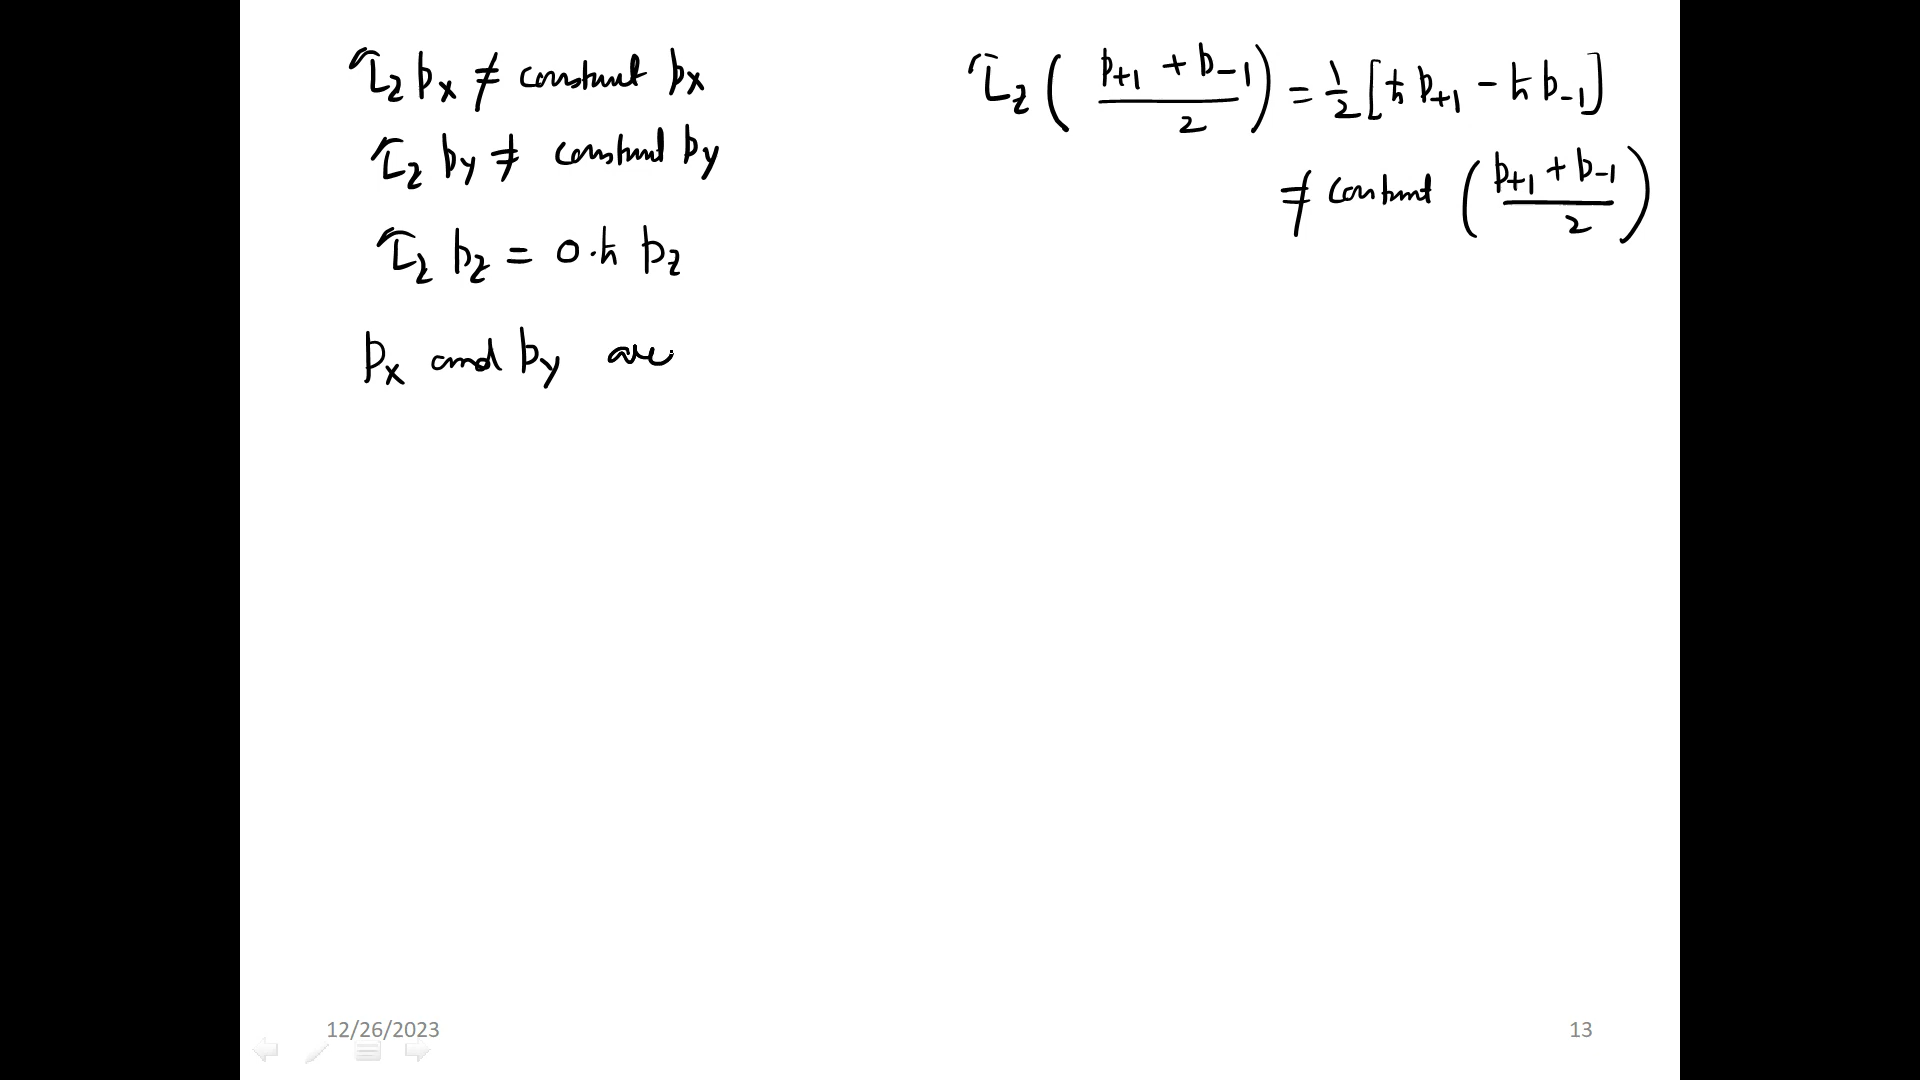 L̂z px ≠ constant px
L̂z py ≠ constant py
L̂z pz = 0·ħ pz
px and py are
L̂z ( (p+1 + p-1) / 2 ) = 1/2 [ħ p+1 - ħ p-1]
≠ constant ( (p+1 + p-1) / 2 )
12/26/2023
13